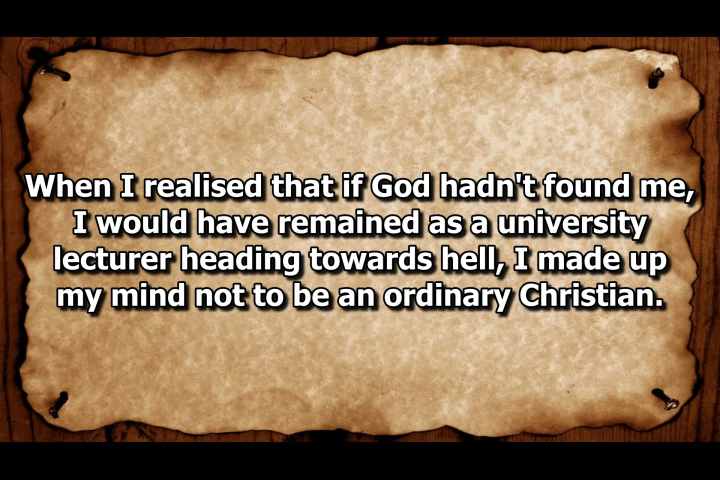 When I realised that if God hadn't found me,
I would have remained as a university
lecturer heading towards hell, I made up
my mind not to be an ordinary Christian.